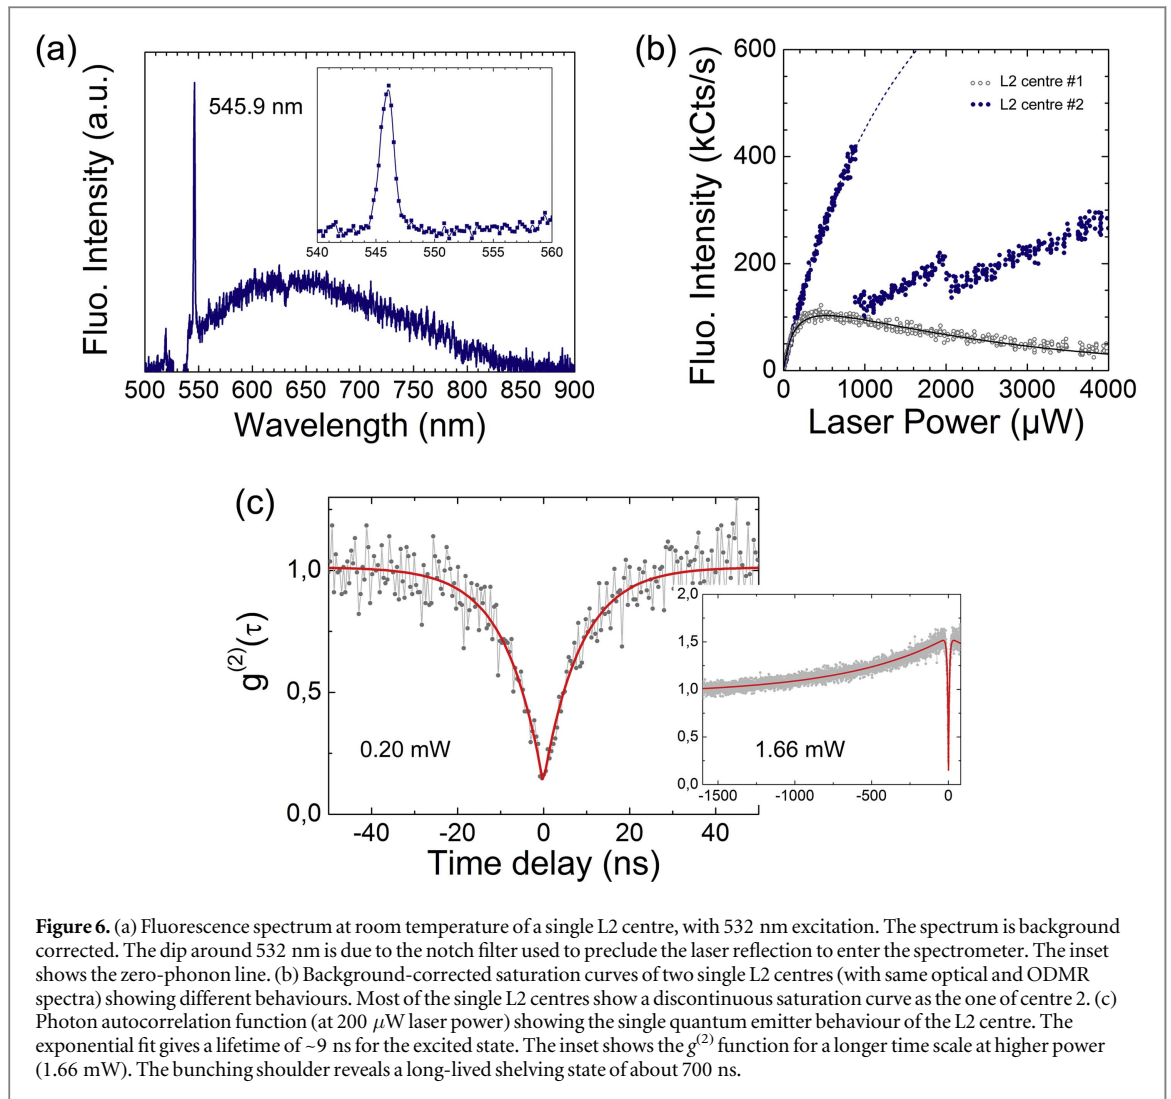 (a)
Fluo. Intensity (a.u.)
545.9 nm
540 545 550 555 560
500 550 600 650 700 750 800 850 900
Wavelength (nm)
(b)
Fluo. Intensity (kCts/s)
600
400
200
0
L2 centre #1
L2 centre #2
0 1000 2000 3000 4000
Laser Power (µW)
(c)
g(2)(τ)
1,0
0,5
0,0
0.20 mW
-40 -20 0 20 40
Time delay (ns)
2,0
1,5
1,0
0,5
0,0
1.66 mW
-1500 -1000 -500 0
Figure 6. (a) Fluorescence spectrum at room temperature of a single L2 centre, with 532 nm excitation. The spectrum is background
corrected. The dip around 532 nm is due to the notch filter used to preclude the laser reflection to enter the spectrometer. The inset
shows the zero-phonon line. (b) Background-corrected saturation curves of two single L2 centres (with same optical and ODMR
spectra) showing different behaviours. Most of the single L2 centres show a discontinuous saturation curve as the one of centre 2. (c)
Photon autocorrelation function (at 200 μW laser power) showing the single quantum emitter behaviour of the L2 centre. The
exponential fit gives a lifetime of ~9 ns for the excited state. The inset shows the g(2) function for a longer time scale at higher power
(1.66 mW). The bunching shoulder reveals a long-lived shelving state of about 700 ns.